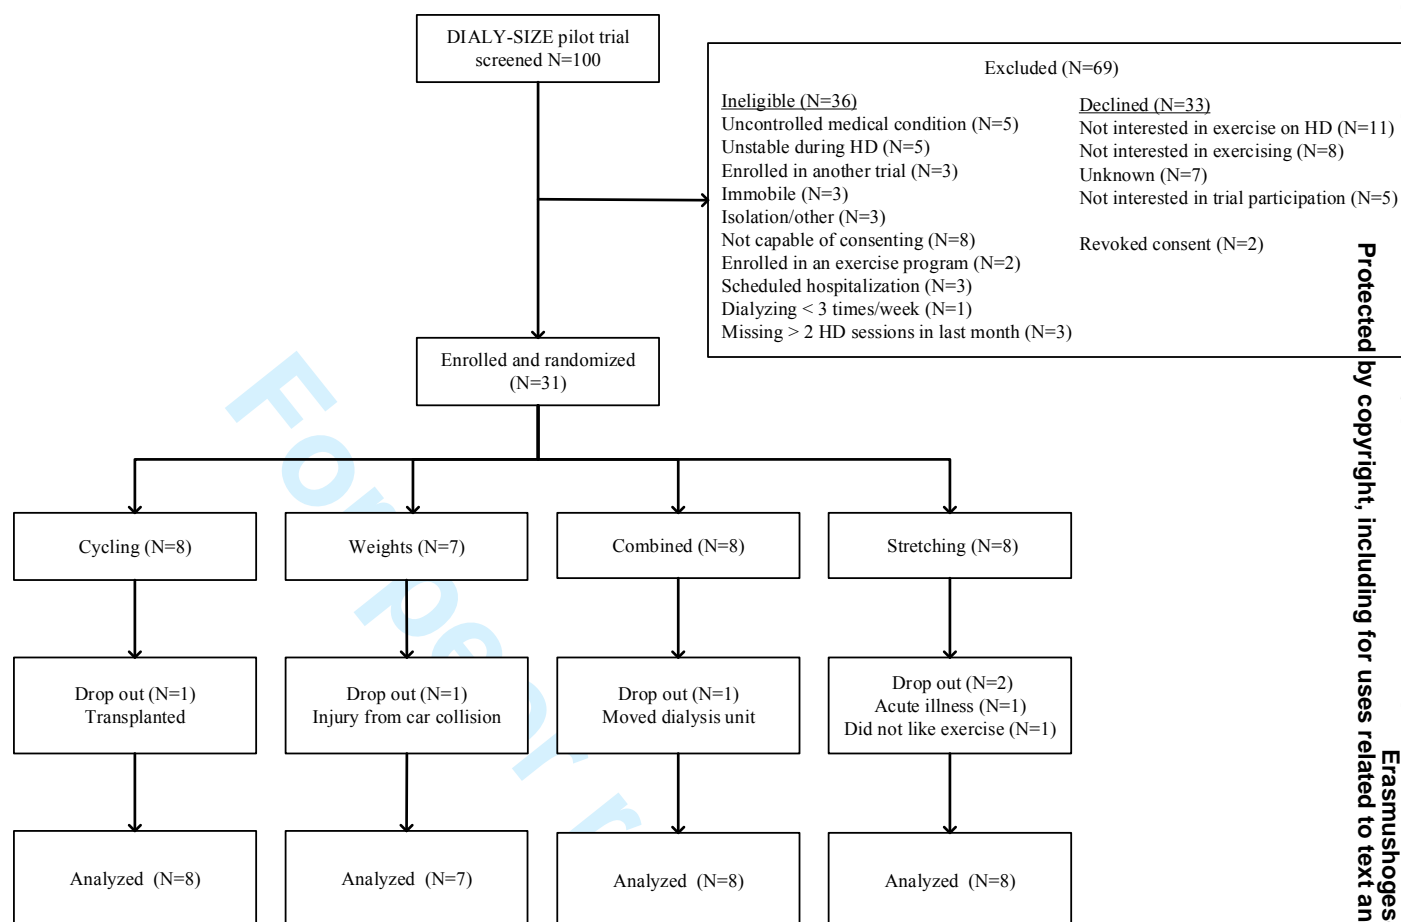 DIALY-SIZE pilot trial
screened N=100
Excluded (N=69)
Ineligible (N=36)
Uncontrolled medical condition (N=5)
Unstable during HD (N=5)
Enrolled in another trial (N=3)
Immobile (N=3)
Isolation/other (N=3)
Not capable of consenting (N=8)
Enrolled in an exercise program (N=2)
Scheduled hospitalization (N=3)
Dialyzing < 3 times/week (N=1)
Missing > 2 HD sessions in last month (N=3)
Declined (N=33)
Not interested in exercise on HD (N=11)
Not interested in exercising (N=8)
Unknown (N=7)
Not interested in trial participation (N=5)
Revoked consent (N=2)
Enrolled and randomized
(N=31)
Cycling (N=8)
Weights (N=7)
Combined (N=8)
Stretching (N=8)
Drop out (N=1)
Transplanted
Drop out (N=1)
Injury from car collision
Drop out (N=1)
Moved dialysis unit
Drop out (N=2)
Acute illness (N=1)
Did not like exercise (N=1)
Analyzed (N=8)
Analyzed (N=7)
Analyzed (N=8)
Analyzed (N=8)
For peer r
Protected by copyright, including for uses related to text an
Erasmushoges